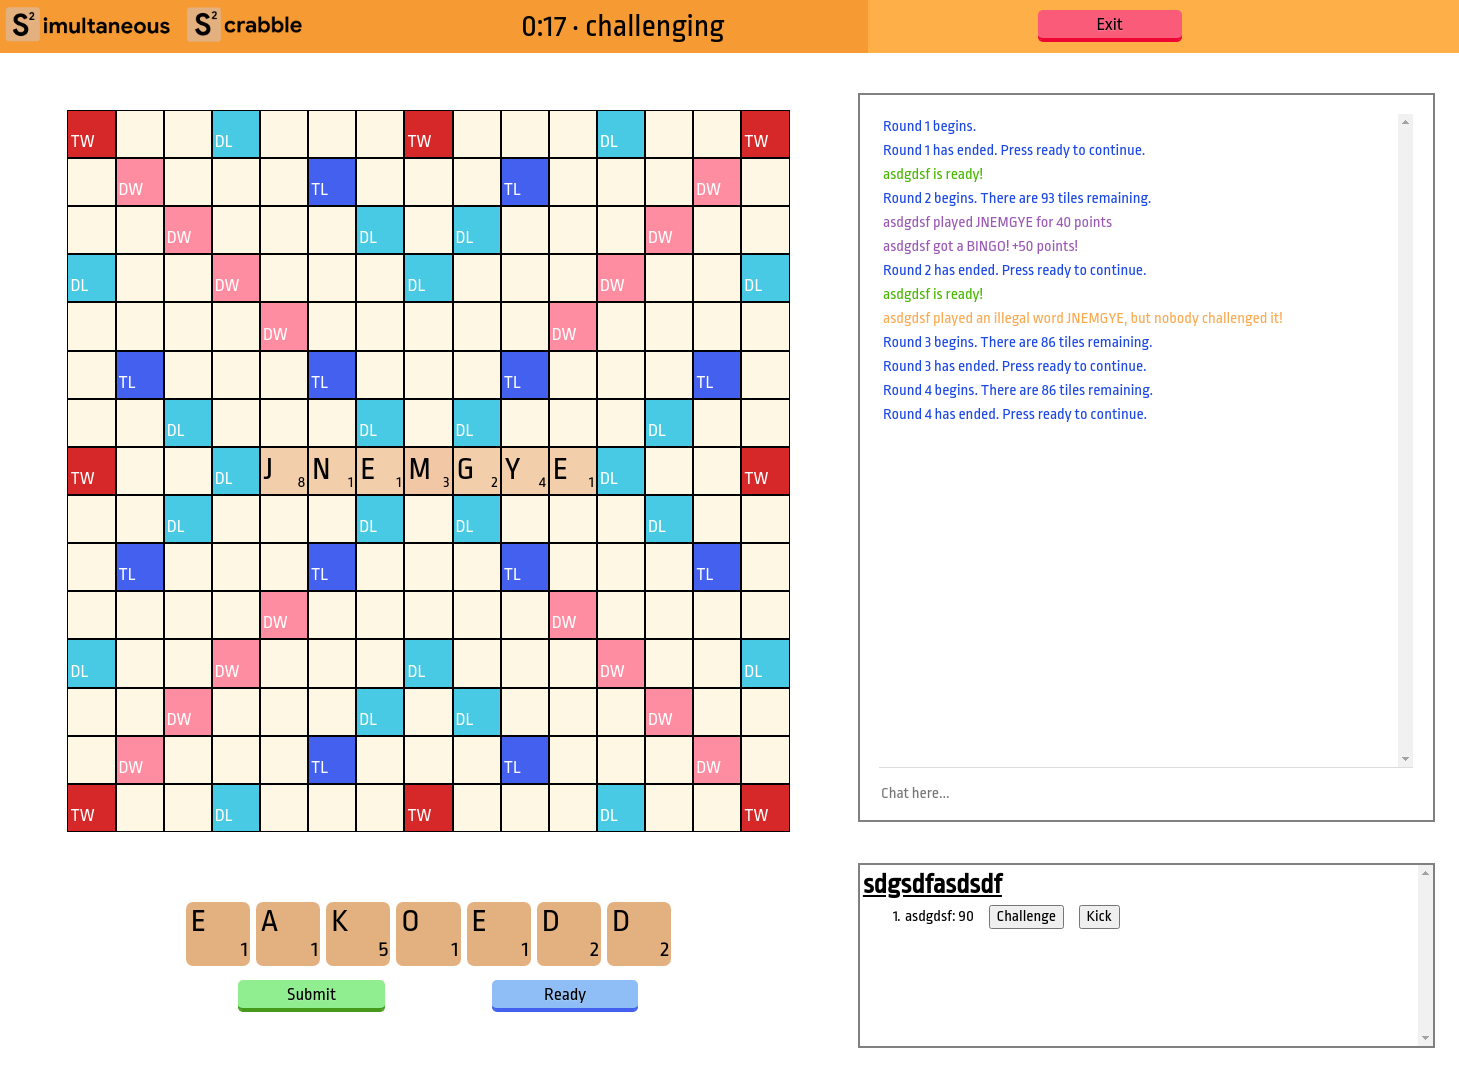 S² imultaneous S² crabble
0:17 · challenging
Exit
TW DL TW DL TW
DW TL TL DW
DW DL DL DW
DL DW DL DW DL
DW DW
TL TL TL TL
DL DL DL DL
TW DL J 8 N 1 E 1 M 3 G 2 Y 4 E 1 DL TW
DL DL DL DL
TL TL TL TL
DW DW
DL DW DL DW DL
DW DL DL DW
DW TL TL DW
TW DL TW DL TW
E 1 A 1 K 5 O 1 E 1 D 2 D 2
Submit Ready
Round 1 begins.
Round 1 has ended. Press ready to continue.
asdgdsf is ready!
Round 2 begins. There are 93 tiles remaining.
asdgdsf played JNEMGYE for 40 points
asdgdsf got a BINGO! +50 points!
Round 2 has ended. Press ready to continue.
asdgdsf is ready!
asdgdsf played an illegal word JNEMGYE, but nobody challenged it!
Round 3 begins. There are 86 tiles remaining.
Round 3 has ended. Press ready to continue.
Round 4 begins. There are 86 tiles remaining.
Round 4 has ended. Press ready to continue.
Chat here...
sdgsdfasdsdf
1. asdgdsf: 90 Challenge Kick